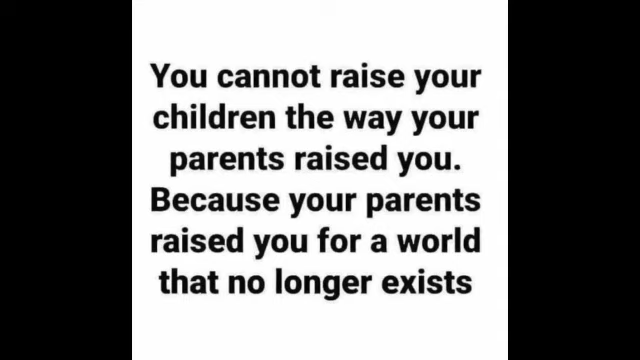 You cannot raise your
children the way your
parents raised you.
Because your parents
raised you for a world
that no longer exists